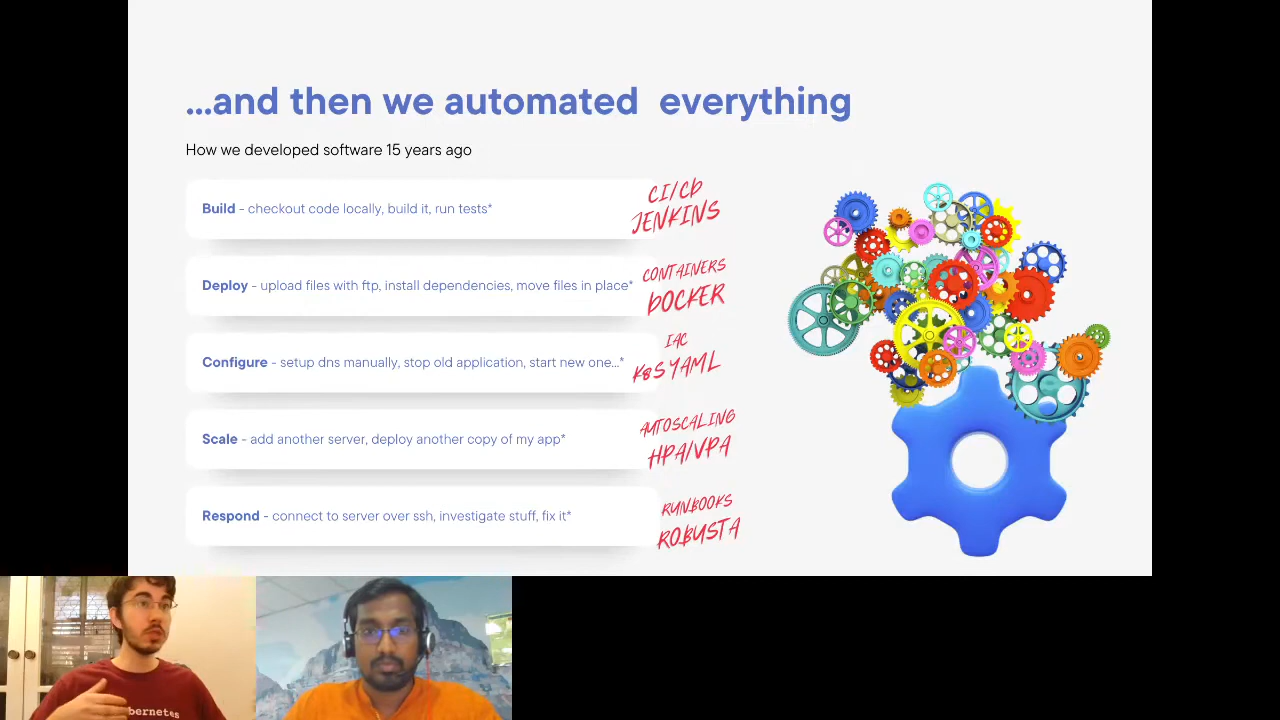 ...and then we automated everything
How we developed software 15 years ago
Build - checkout code locally, build it, run tests*
CI/CD
JENKINS
Deploy - upload files with ftp, install dependencies, move files in place*
CONTAINERS
DOCKER
Configure - setup dns manually, stop old application, start new one...*
IAC
K8S YAML
Scale - add another server, deploy another copy of my app*
AUTOSCALING
HPA/VPA
Respond - connect to server over ssh, investigate stuff, fix it*
RUNBOOKS
ROBUSTA
bernetes